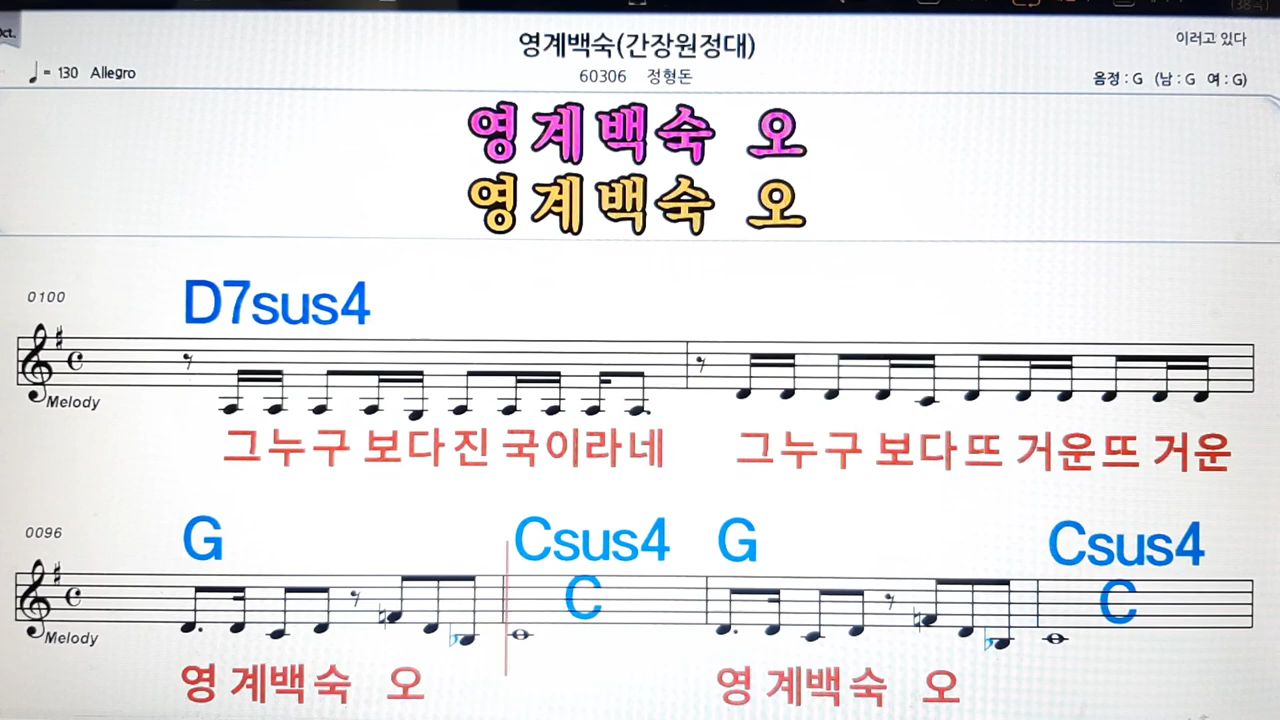 Oct.
영계백숙(간장원정대)
이러고 있다
♩= 130 Allegro
60306 정형돈
음정 : G (남 : G 여 : G)
영계백숙 오
영계백숙 오
0100
D7sus4
Melody
그누구 보다진 국이라네 그누구 보다뜨 거운뜨 거운
0096
G Csus4 G Csus4
C C
Melody
영 계백숙 오 영 계백숙 오